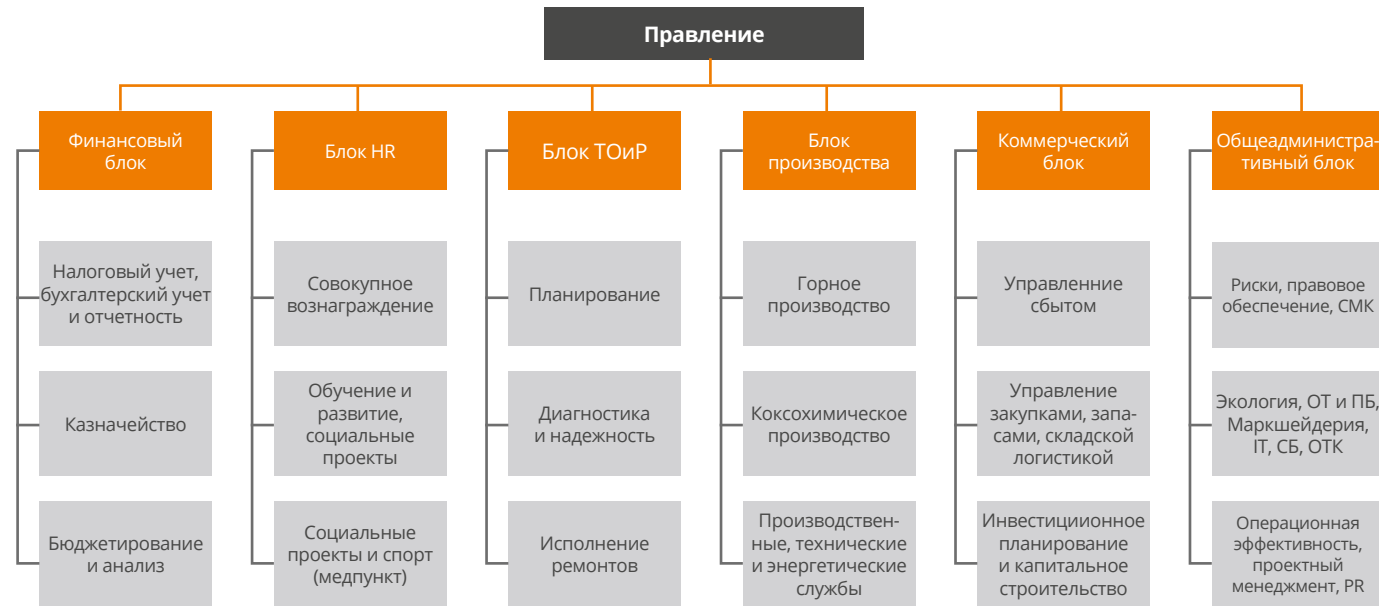 Правление
Финансовый
блок
Блок HR
Блок ТОиР
Блок
производства
Коммерческий
блок
Общеадминистра-
тивный блок
Налоговый учет,
бухгалтерский учет
и отчетность
Совокупное
вознаграждение
Планирование
Горное
производство
Управленние
сбытом
Риски, правовое
обеспечение, СМК
Казначейство
Обучение и
развитие,
социальные
проекты
Диагностика
и надежность
Коксохимическое
производство
Управление
закупками, запа-
сами, складской
логистикой
Экология, ОТ и ПБ,
Маркшейдерия,
IT, СБ, ОТК
Бюджетирование
и анализ
Социальные
проекты и спорт
(медпункт)
Исполнение
ремонтов
Производствен-
ные, технические
и энергетические
службы
Инвестициионное
планирование
и капитальное
строительство
Операционная
эффективность,
проектный
менеджмент, PR